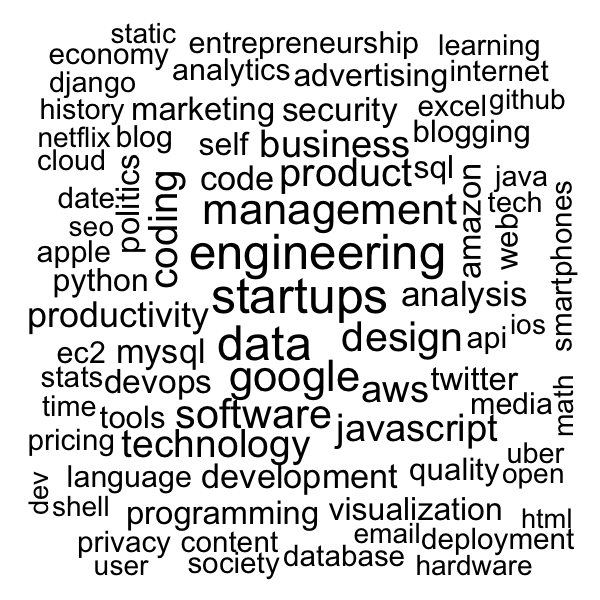 static
economy entrepreneurship learning
django analytics advertising internet
history marketing security excel github
netflix blog self business blogging
cloud politics code product sql java
date coding management amazon tech
seo engineering web smartphones
apple
python startups analysis
productivity data design api ios
ec2 mysql
stats devops google aws twitter
time tools software javascript media math
pricing technology uber
dev language development quality open
shell programming visualization html
privacy content email deployment
user society database hardware